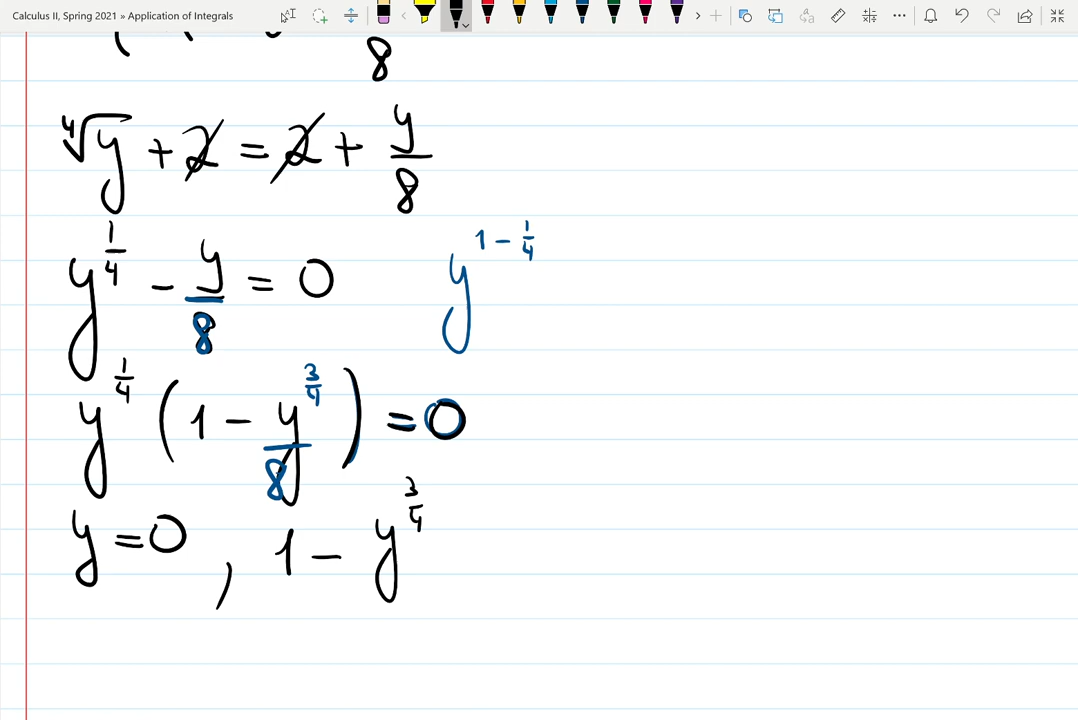 Calculus II, Spring 2021 » Application of Integrals
8
∜y + 2 = 2 + y/8
y^(1/4) - y/8 = 0 y^(1 - 1/4)
y^(1/4) (1 - y^(3/4)/8) = 0
y = 0, 1 - y^(3/4)